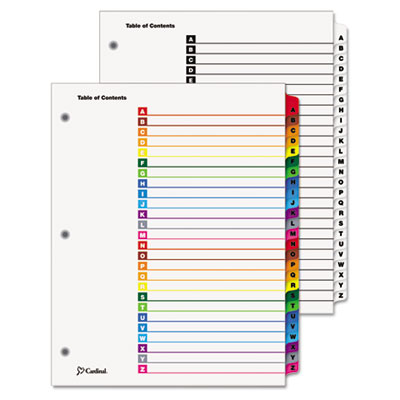 Table of Contents
A
B
C
D
E
A
B
C
D
E
F
G
H
I
J
K
L
M
N
O
P
Q
R
S
T
U
V
W
X
Y
Z
Table of Contents
A
B
C
D
E
F
G
H
I
J
K
L
M
N
O
P
Q
R
S
T
U
V
W
X
Y
Z
A
B
C
D
E
F
G
H
I
J
K
L
M
N
O
P
Q
R
S
T
U
V
W
X
Y
Z
Cardinal.